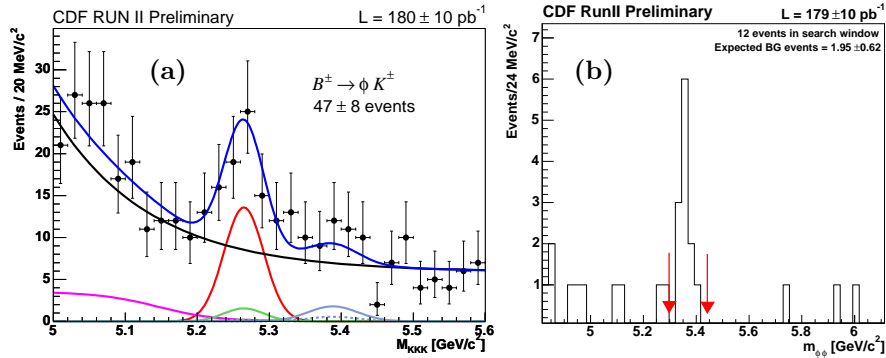 CDF RUN II Preliminary L = 180 ± 10 pb⁻¹
Events / 20 MeV/c²
30
25
20
15
10
5
0
(a)
B± → ϕ K±
47 ± 8 events
5 5.1 5.2 5.3 5.4 5.5 5.6
M_KKK [GeV/c²]
CDF RunII Preliminary L = 179±10 pb⁻¹
Events/24 MeV/c²
7
6
5
4
3
2
1
0
12 events in search window
Expected BG events = 1.95 ±0.62
(b)
5 5.2 5.4 5.6 5.8 6 6.2
m_ϕϕ [GeV/c²]